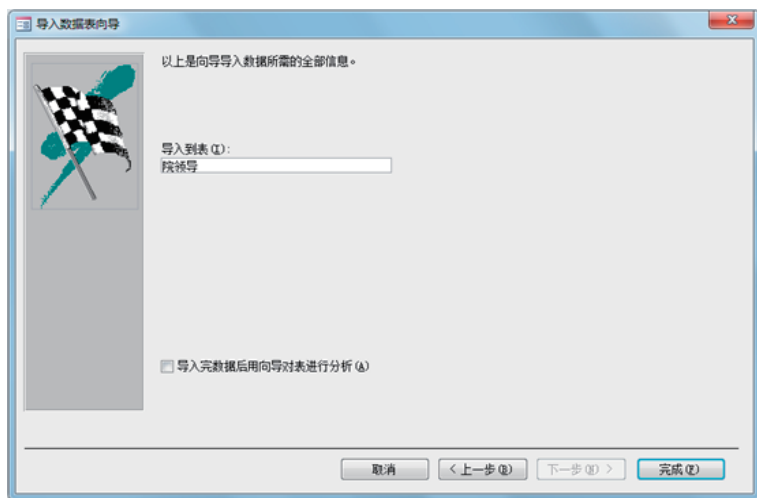 导入数据表向导
以上是向导导入数据所需的全部信息。
导入到表(I):
院领导
导入完数据后用向导对表进行分析(A)
取消
< 上一步(B)
下一步(N) >
完成(F)